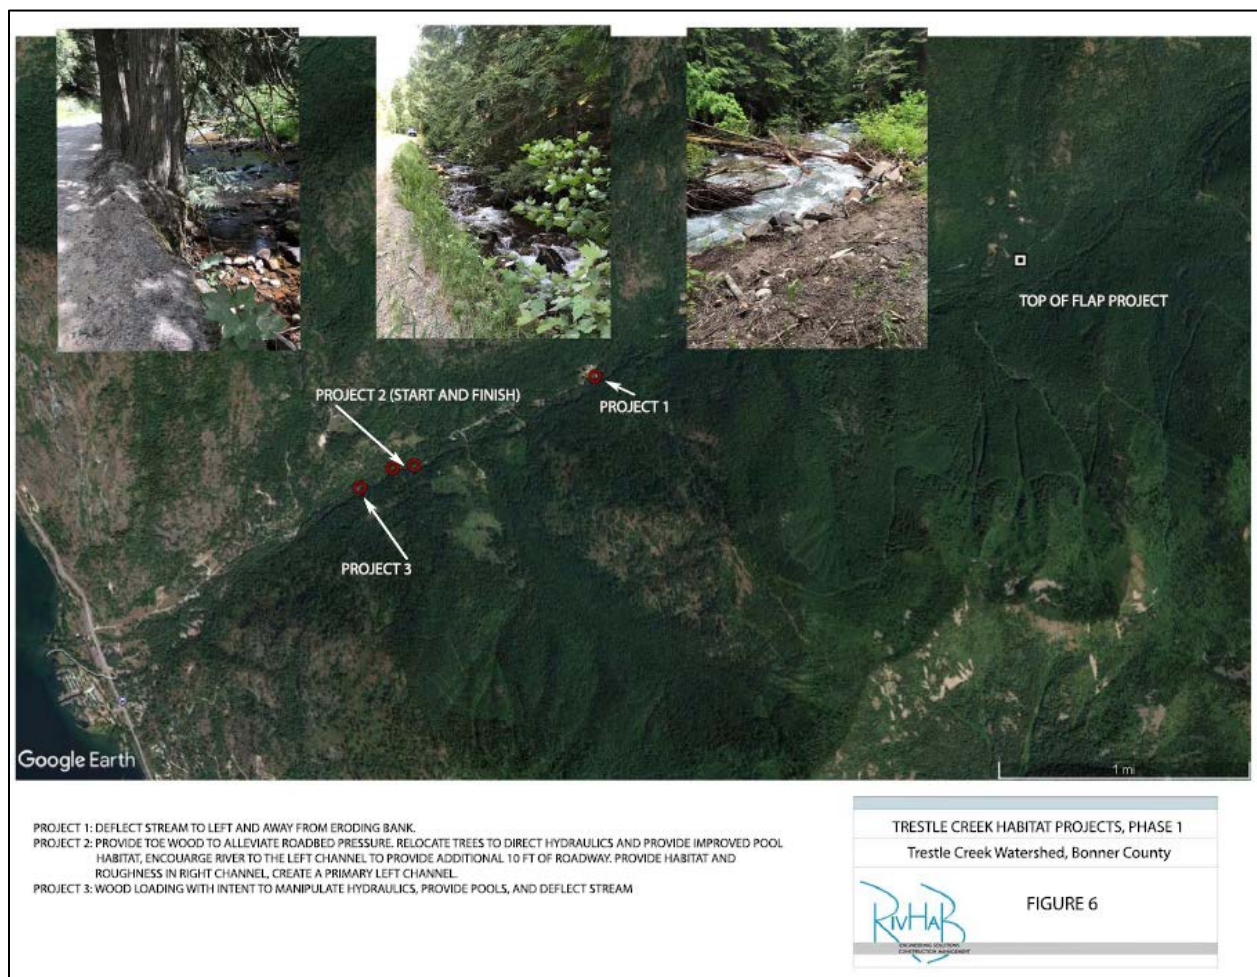 TOP OF FLAP PROJECT
PROJECT 2 (START AND FINISH)
PROJECT 1
PROJECT 3
Google Earth
1 mi
PROJECT 1: DEFLECT STREAM TO LEFT AND AWAY FROM ERODING BANK.
PROJECT 2: PROVIDE TOE WOOD TO ALLEVIATE ROADBED PRESSURE. RELOCATE TREES TO DIRECT HYDRAULICS AND PROVIDE IMPROVED POOL
HABITAT, ENCOUARGE RIVER TO THE LEFT CHANNEL TO PROVIDE ADDITIONAL 10 FT OF ROADWAY. PROVIDE HABITAT AND
ROUGHNESS IN RIGHT CHANNEL, CREATE A PRIMARY LEFT CHANNEL.
PROJECT 3: WOOD LOADING WITH INTENT TO MANIPULATE HYDRAULICS, PROVIDE POOLS, AND DEFLECT STREAM
TRESTLE CREEK HABITAT PROJECTS, PHASE 1
Trestle Creek Watershed, Bonner County
FIGURE 6
RIVHAB
ENGINEERING SOLUTIONS
CONSTRUCTION MANAGEMENT